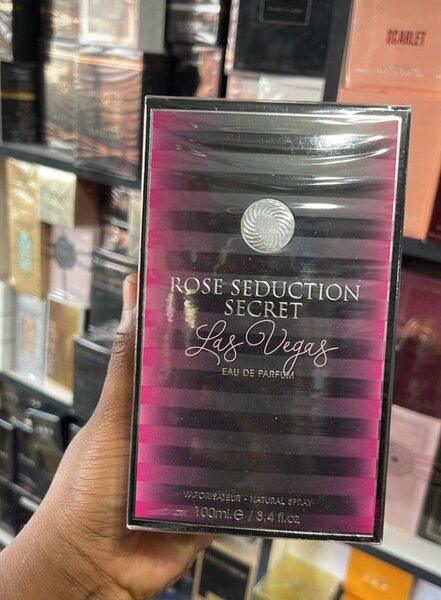 SCARLET
ROSE SEDUCTION
SECRET
Las Vegas
EAU DE PARFUM
VAPORISATEUR - NATURAL SPRAY
100ml.℮ / 3,4 fl.oz